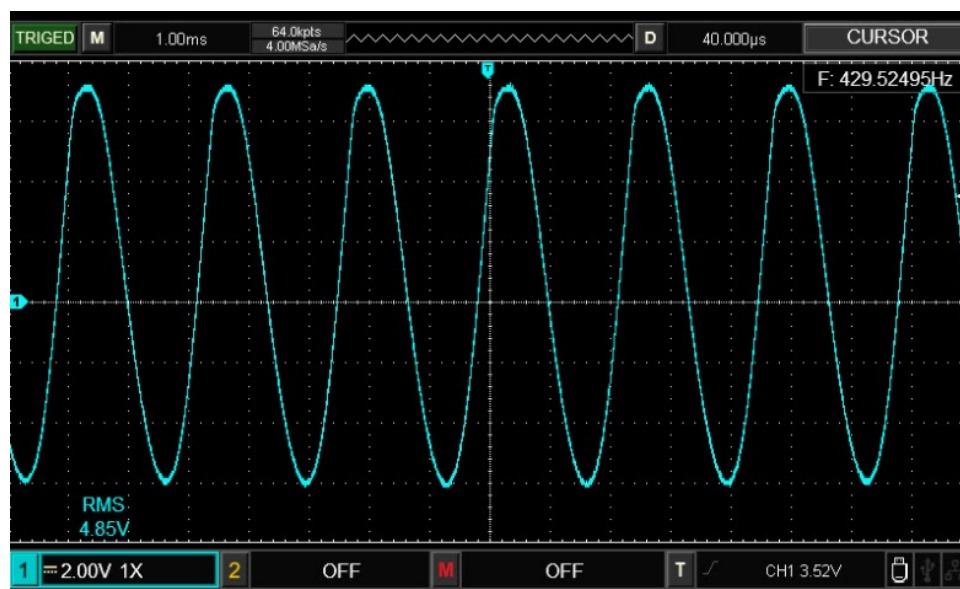 TRIGED M 1.00ms 64.0kpts D 40.000µs CURSOR
4.00MSa/s
T
F: 429.52495Hz
1
RMS
4.85V
1 2.00V 1X 2 OFF M OFF T CH1 3.52V